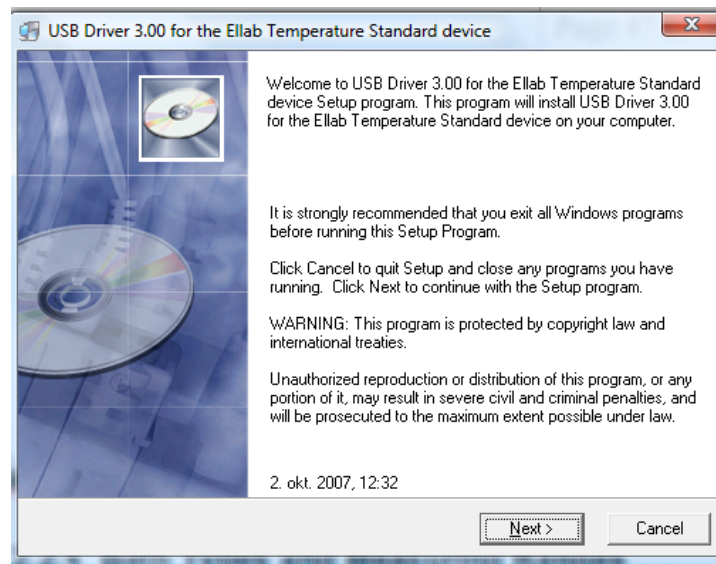 USB Driver 3.00 for the Ellab Temperature Standard device
Welcome to USB Driver 3.00 for the Ellab Temperature Standard
device Setup program. This program will install USB Driver 3.00
for the Ellab Temperature Standard device on your computer.
It is strongly recommended that you exit all Windows programs
before running this Setup Program.
Click Cancel to quit Setup and close any programs you have
running. Click Next to continue with the Setup program.
WARNING: This program is protected by copyright law and
international treaties.
Unauthorized reproduction or distribution of this program, or any
portion of it, may result in severe civil and criminal penalties, and
will be prosecuted to the maximum extent possible under law.
2. okt. 2007, 12:32
Next >
Cancel